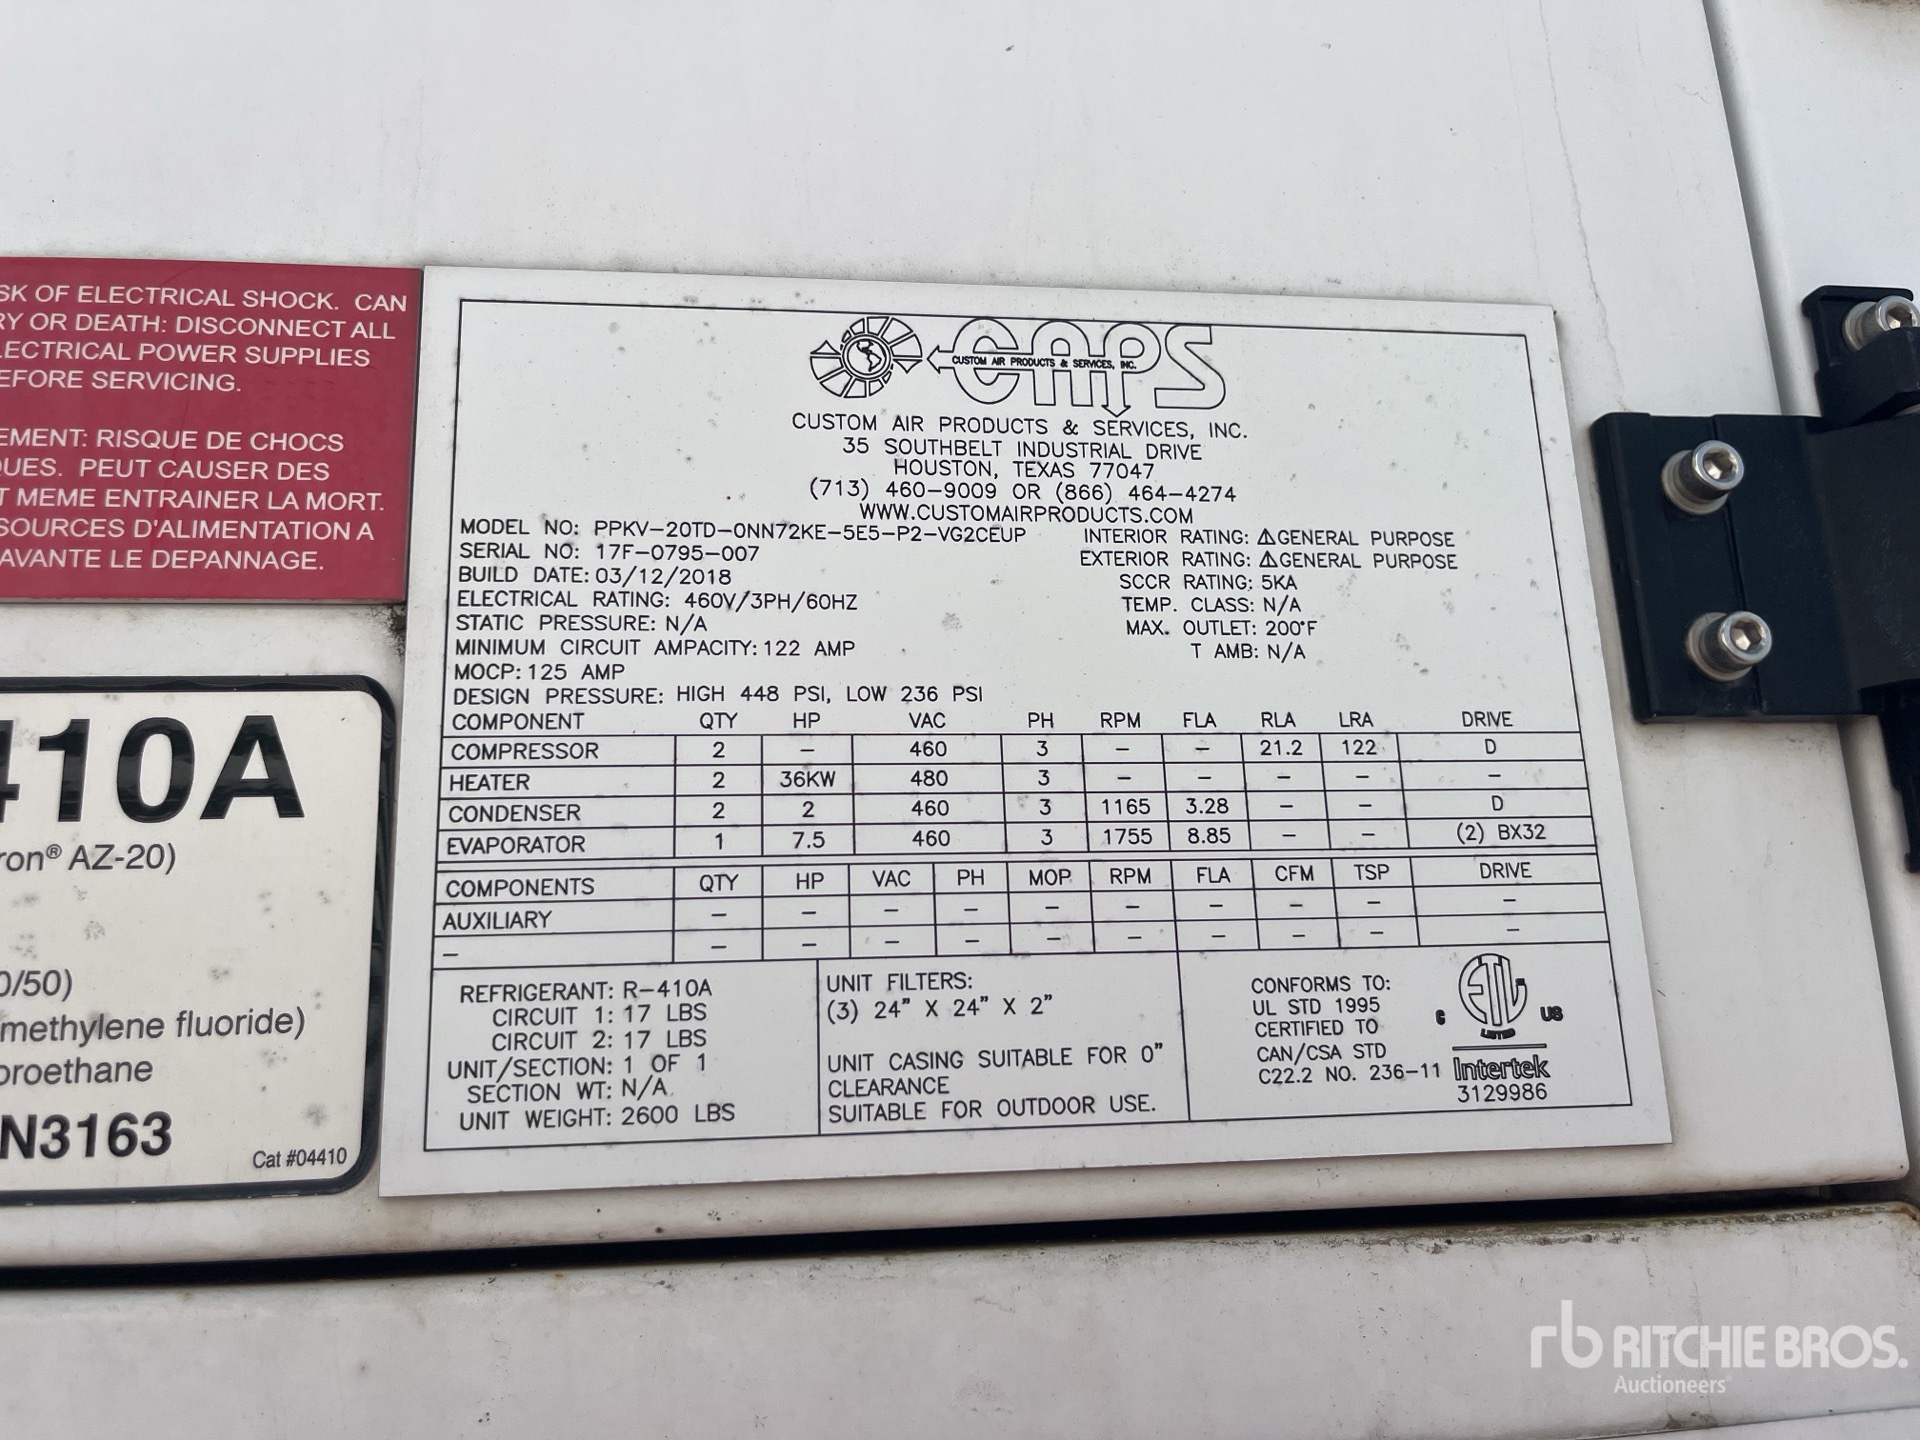 SK OF ELECTRICAL SHOCK. CAN
RY OR DEATH: DISCONNECT ALL
LECTRICAL POWER SUPPLIES
EFORE SERVICING.
EMENT: RISQUE DE CHOCS
QUES. PEUT CAUSER DES
T MEME ENTRAINER LA MORT.
SOURCES D'ALIMENTATION A
AVANTE LE DEPANNAGE.
410A
ron® AZ-20)
0/50)
methylene fluoride)
oroethane
N3163
Cat #04410
CAPS
CUSTOM AIR PRODUCTS & SERVICES, INC.
CUSTOM AIR PRODUCTS & SERVICES, INC.
35 SOUTHBELT INDUSTRIAL DRIVE
HOUSTON, TEXAS 77047
(713) 460-9009 OR (866) 464-4274
WWW.CUSTOMAIRPRODUCTS.COM
MODEL NO: PPKV-20TD-0NN72KE-5E5-P2-VG2CEUP
SERIAL NO: 17F-0795-007
BUILD DATE: 03/12/2018
ELECTRICAL RATING: 460V/3PH/60HZ
STATIC PRESSURE: N/A
MINIMUM CIRCUIT AMPACITY: 122 AMP
MOCP: 125 AMP
DESIGN PRESSURE: HIGH 448 PSI, LOW 236 PSI
INTERIOR RATING: ⚠GENERAL PURPOSE
EXTERIOR RATING: ⚠GENERAL PURPOSE
SCCR RATING: 5KA
TEMP. CLASS: N/A
MAX. OUTLET: 200°F
T AMB: N/A
COMPONENT QTY HP VAC PH RPM FLA RLA LRA DRIVE
COMPRESSOR 2 – 460 3 – – 21.2 122 D
HEATER 2 36KW 480 3 – – – – –
CONDENSER 2 2 460 3 1165 3.28 – – D
EVAPORATOR 1 7.5 460 3 1755 8.85 – – (2) BX32
COMPONENTS QTY HP VAC PH MOP RPM FLA CFM TSP DRIVE
AUXILIARY – – – – – – – – – –
– – – – – – – – – – –
REFRIGERANT: R-410A
CIRCUIT 1: 17 LBS
CIRCUIT 2: 17 LBS
UNIT/SECTION: 1 OF 1
SECTION WT: N/A
UNIT WEIGHT: 2600 LBS
UNIT FILTERS:
(3) 24" X 24" X 2"
UNIT CASING SUITABLE FOR 0"
CLEARANCE
SUITABLE FOR OUTDOOR USE.
CONFORMS TO:
UL STD 1995
CERTIFIED TO
CAN/CSA STD
C22.2 NO. 236-11
ETL
C US
LISTED
Intertek
3129986
rb RITCHIE BROS.
Auctioneers